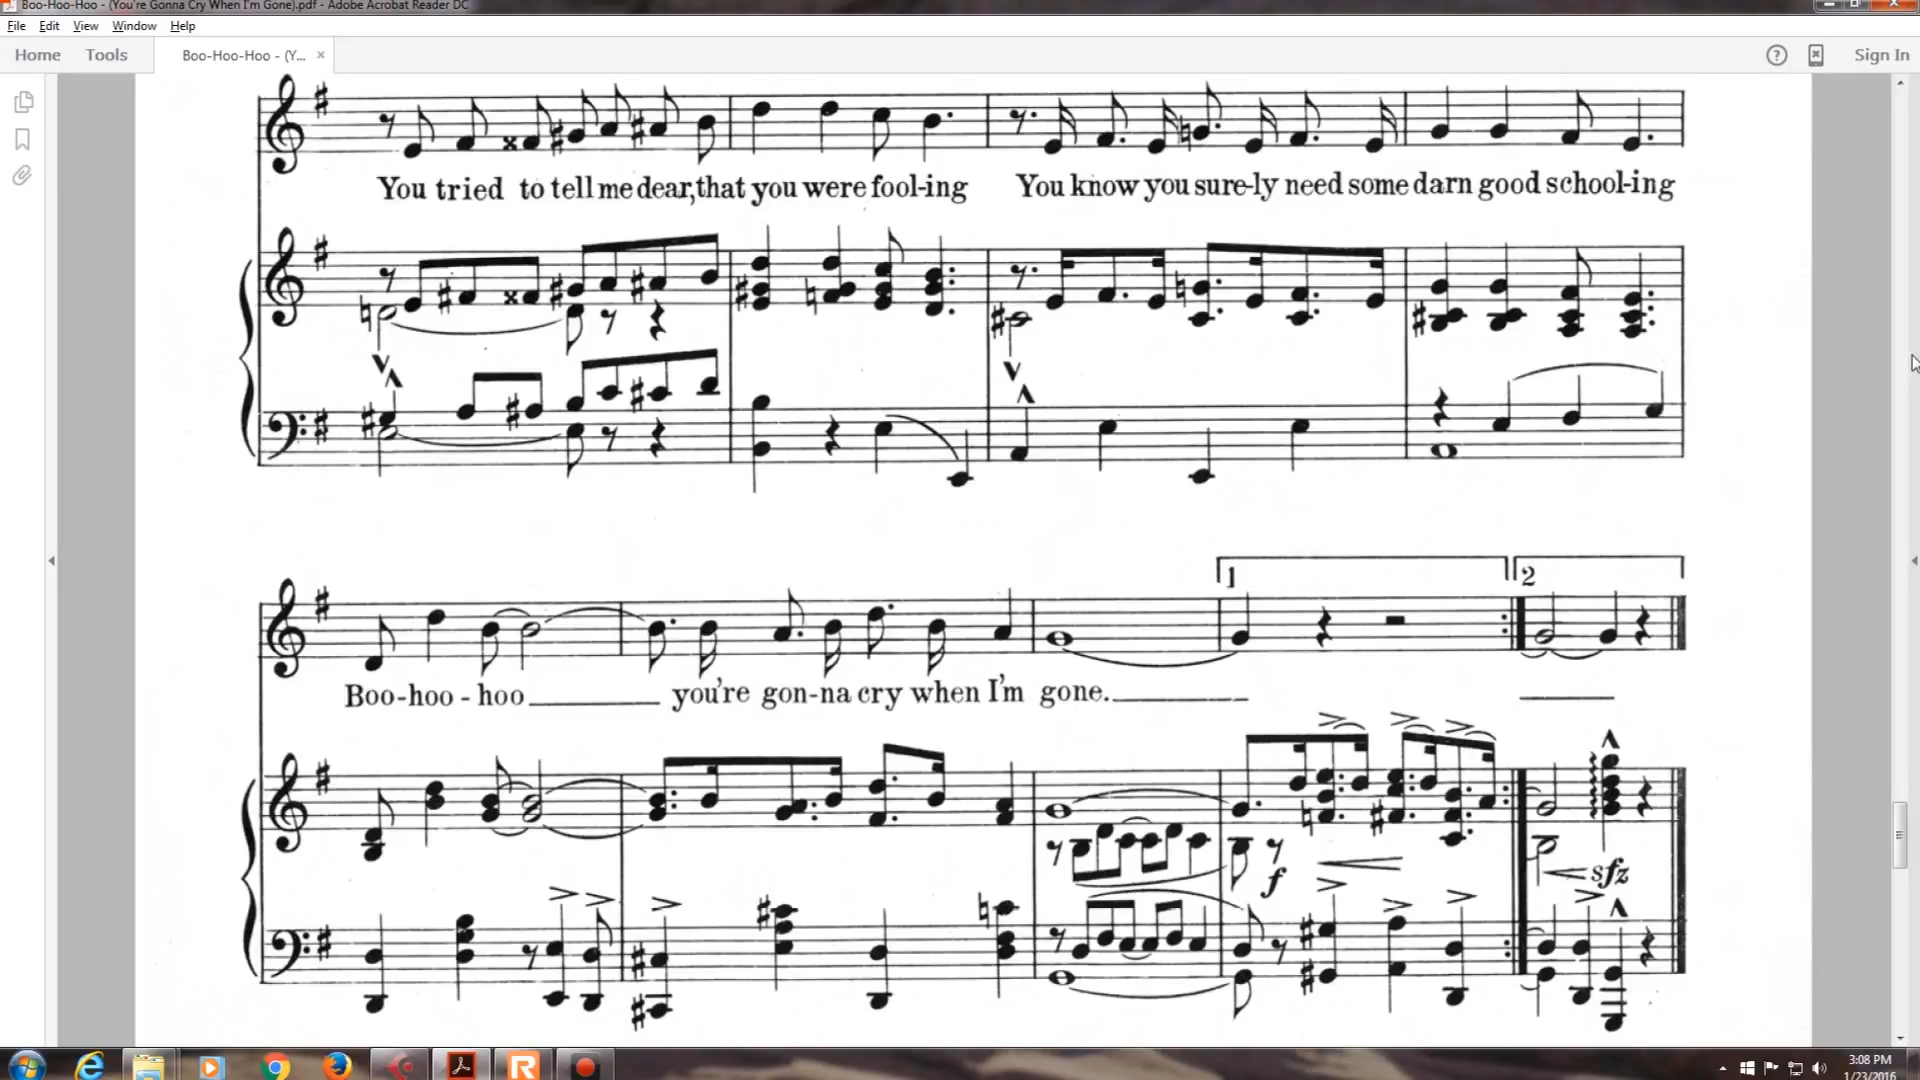 Boo-Hoo-Hoo - (You're Gonna Cry When I'm Gone).pdf - Adobe Acrobat Reader DC
File Edit View Window Help
Home Tools Boo-Hoo-Hoo - (Y... × Sign In
You tried to tell me dear, that you were fool-ing You know you sure-ly need some darn good school-ing
1 2
Boo-hoo-hoo you're gon-na cry when I'm gone.
f sfz
3:08 PM
1/23/2016